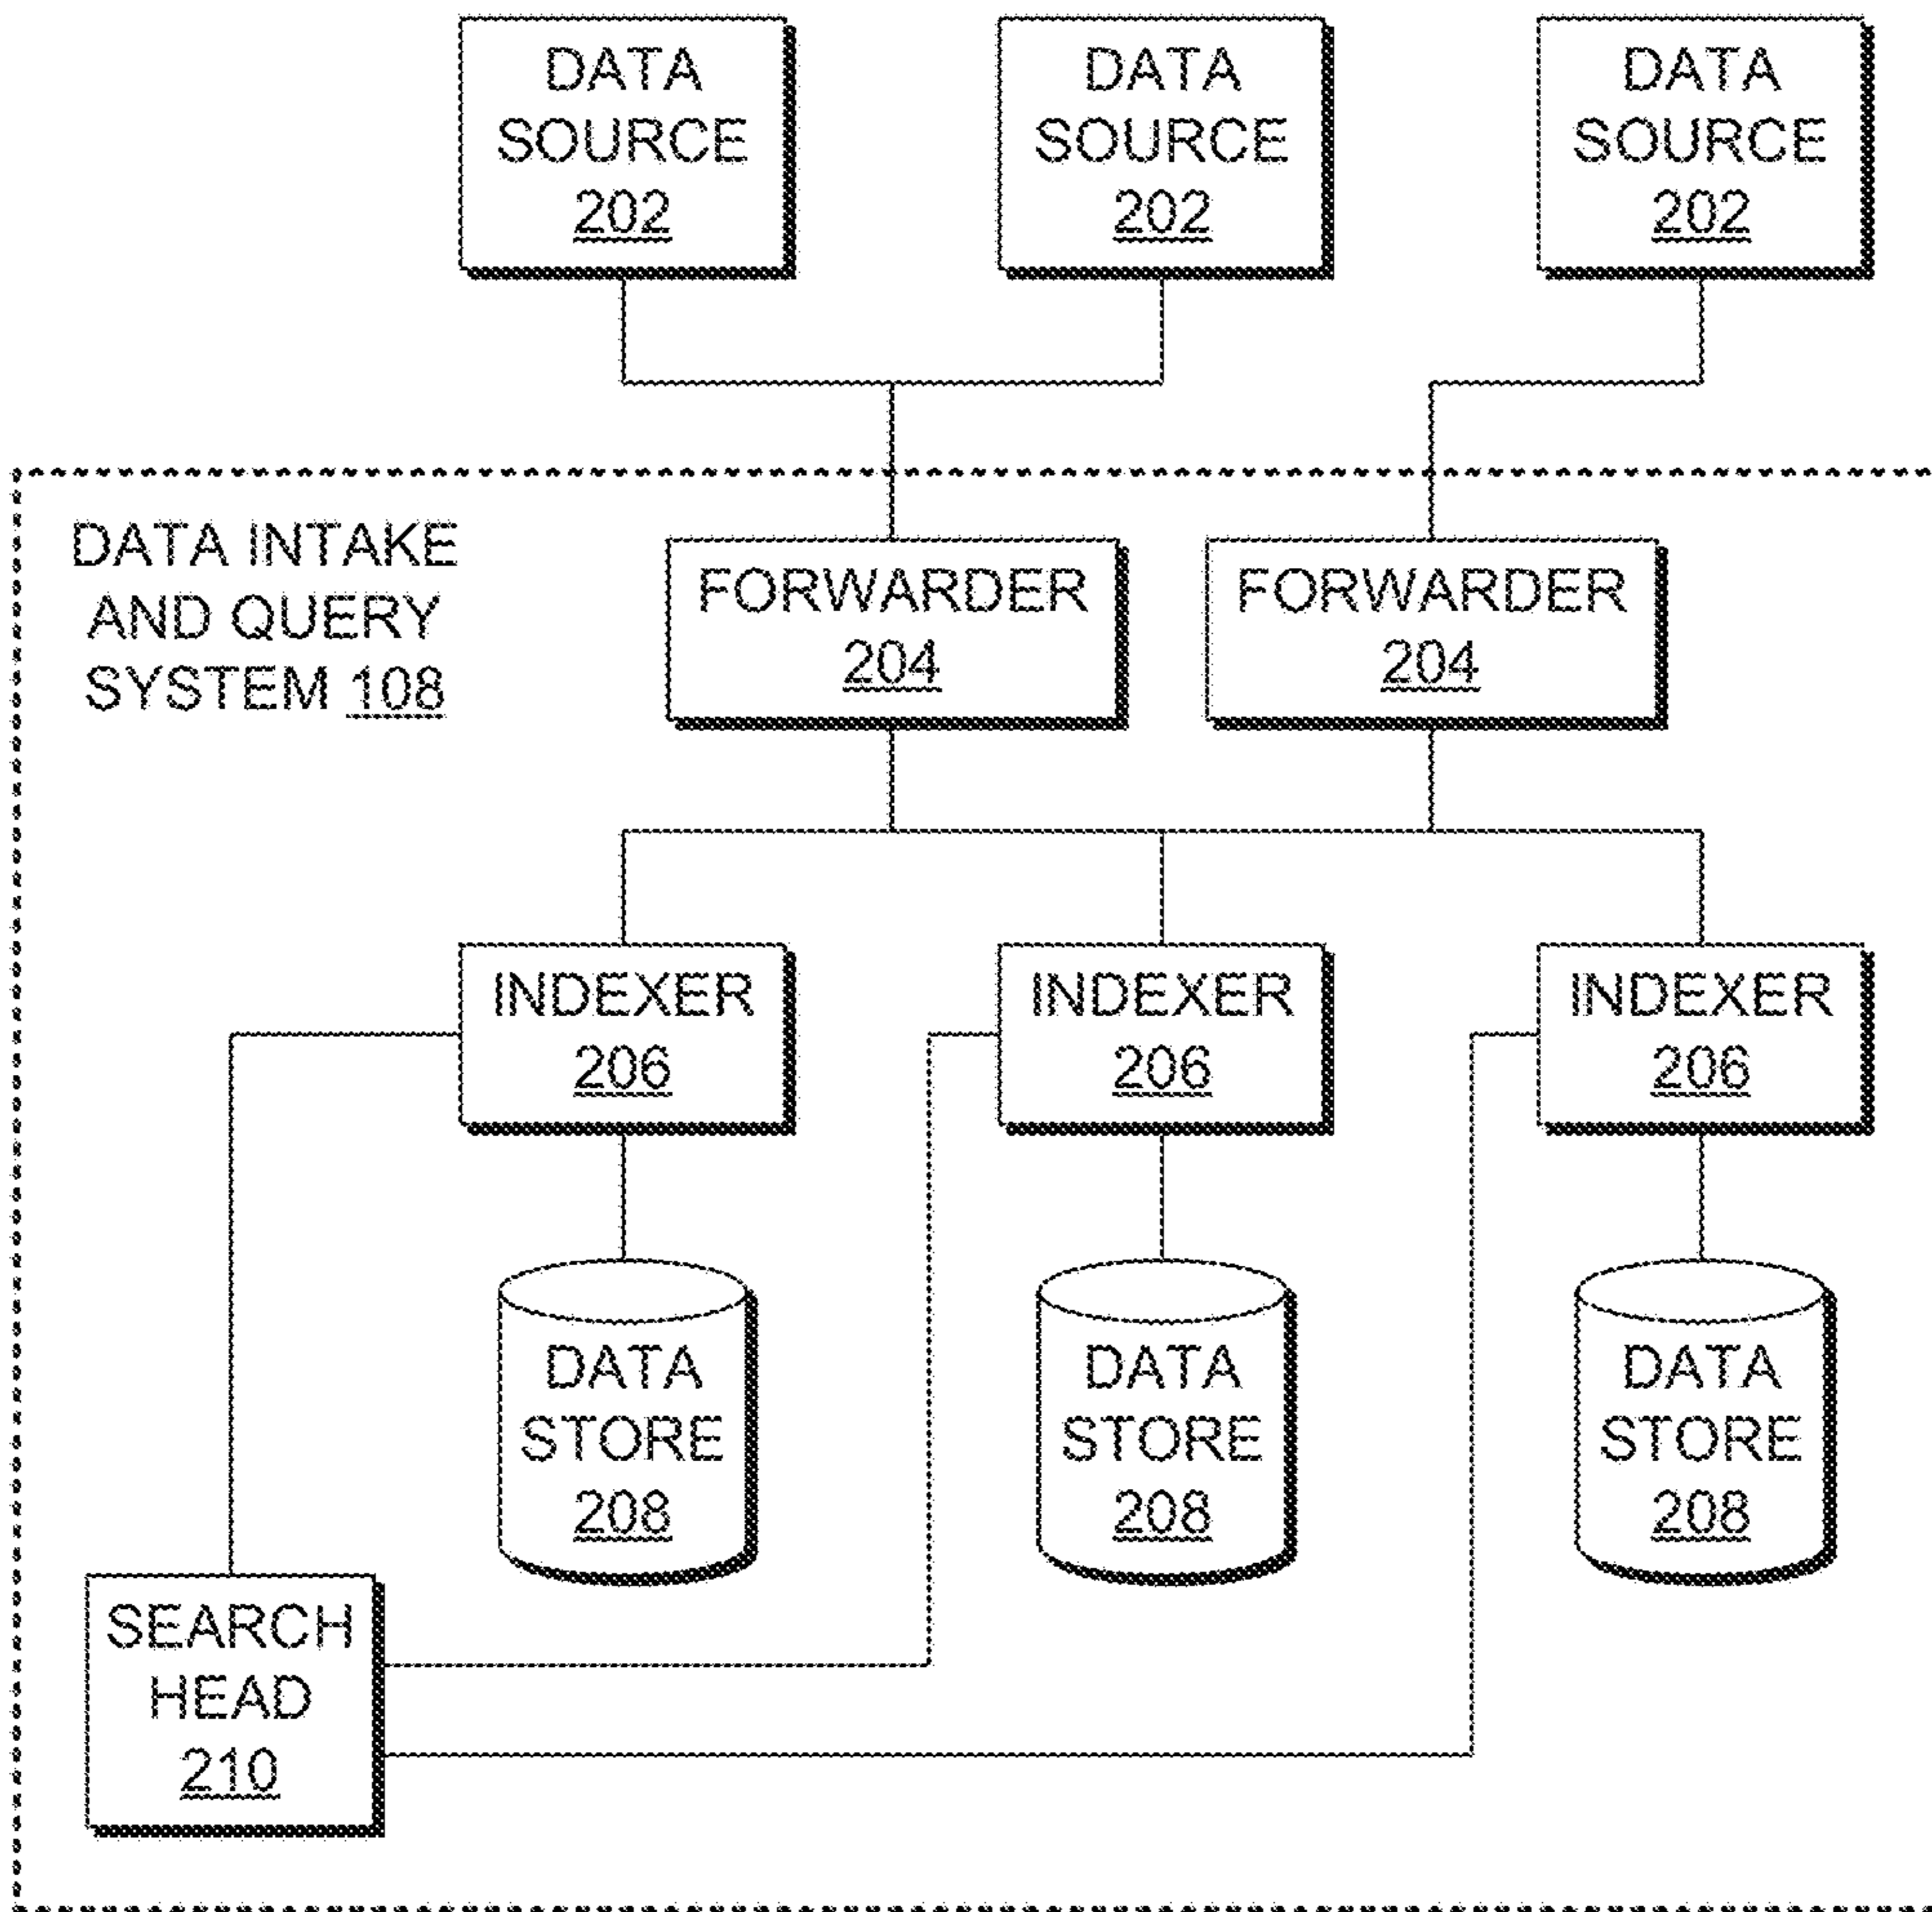 DATA
SOURCE
202
DATA
SOURCE
202
DATA
SOURCE
202
DATA INTAKE
AND QUERY
SYSTEM 108
FORWARDER
204
FORWARDER
204
INDEXER
206
INDEXER
206
INDEXER
206
DATA
STORE
208
DATA
STORE
208
DATA
STORE
208
SEARCH
HEAD
210